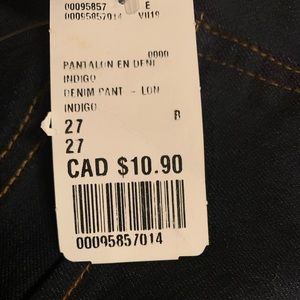 00095857 E
00095857014 VII19
0000
PANTALON EN DENI
INDIGO
DENIM PANT - LON
INDIGO
R
27
27
CAD $10.90
00095857014